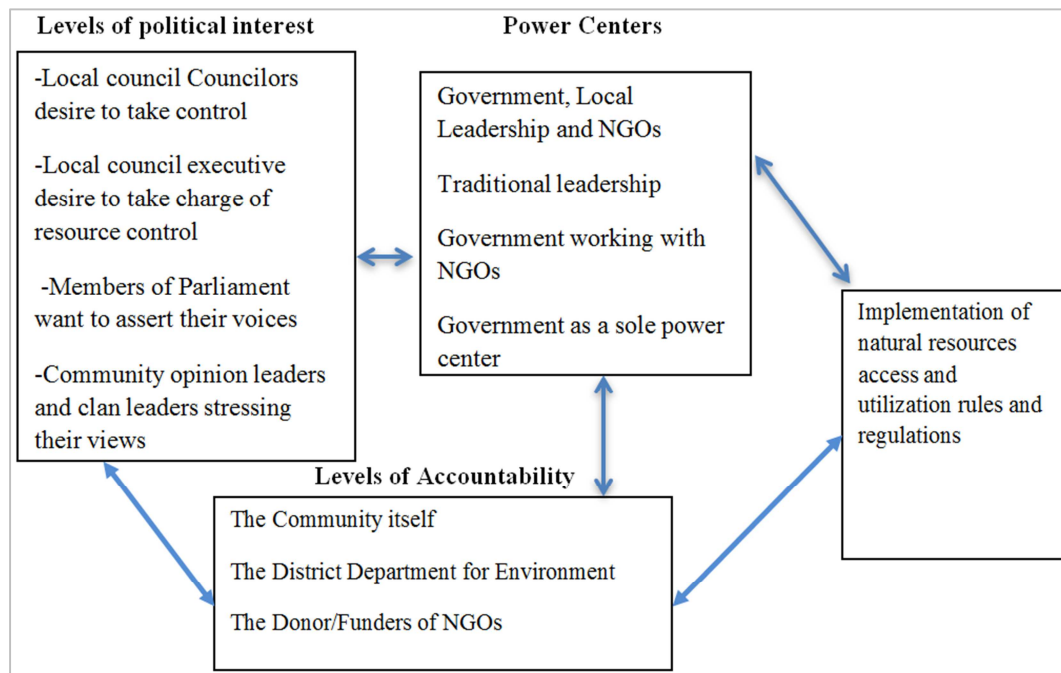 Levels of political interest
-Local council Councilors
desire to take control
-Local council executive
desire to take charge of
resource control
-Members of Parliament
want to assert their voices
-Community opinion leaders
and clan leaders stressing
their views
Power Centers
Government, Local
Leadership and NGOs
Traditional leadership
Government working with
NGOs
Government as a sole power
center
Implementation of
natural resources
access and
utilization rules and
regulations
Levels of Accountability
The Community itself
The District Department for Environment
The Donor/Funders of NGOs